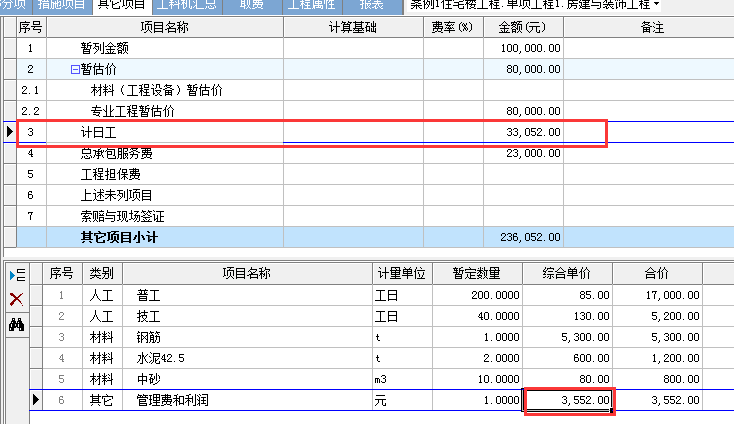 分项 措施项目 其它项目 工料机汇总 取费 工程属性 报表 案例1住宅楼工程.单项工程1.房建与装饰工程
序号 项目名称 计算基础 费率(%) 金额(元) 备注
1 暂列金额 100,000.00
2 暂估价 80,000.00
2.1 材料（工程设备）暂估价
2.2 专业工程暂估价 80,000.00
3 计日工 33,052.00
4 总承包服务费 23,000.00
5 工程担保费
6 上述未列项目
7 索赔与现场签证
其它项目小计 236,052.00
序号 类别 项目名称 计量单位 暂定数量 综合单价 合价
1 人工 普工 工日 200.0000 85.00 17,000.00
2 人工 技工 工日 40.0000 130.00 5,200.00
3 材料 钢筋 t 1.0000 5,300.00 5,300.00
4 材料 水泥42.5 t 2.0000 600.00 1,200.00
5 材料 中砂 m3 10.0000 80.00 800.00
6 其它 管理费和利润 元 1.0000 3,552.00 3,552.00